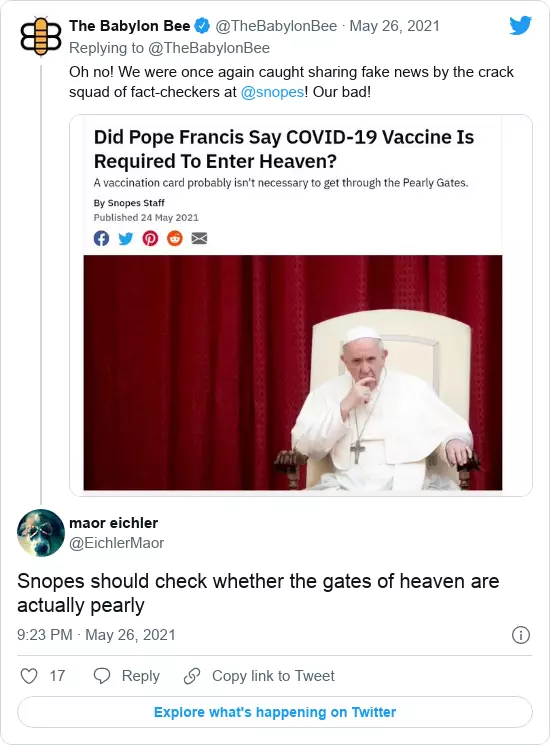 The Babylon Bee @TheBabylonBee · May 26, 2021
Replying to @TheBabylonBee
Oh no! We were once again caught sharing fake news by the crack
squad of fact-checkers at @snopes! Our bad!
Did Pope Francis Say COVID-19 Vaccine Is
Required To Enter Heaven?
A vaccination card probably isn't necessary to get through the Pearly Gates.
By Snopes Staff
Published 24 May 2021
maor eichler
@EichlerMaor
Snopes should check whether the gates of heaven are
actually pearly
9:23 PM · May 26, 2021
17 Reply Copy link to Tweet
Explore what's happening on Twitter